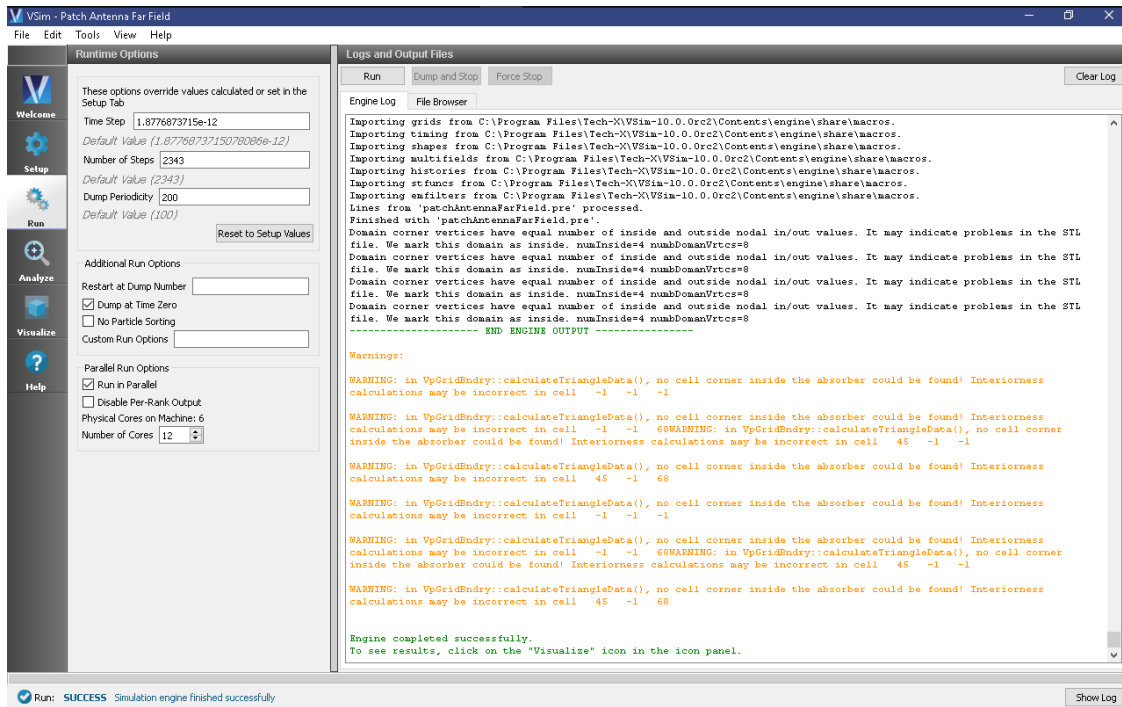 VSim - Patch Antenna Far Field
File Edit Tools View Help
Welcome
Setup
Run
Analyze
Visualize
Help
Runtime Options
These options override values calculated or set in the
Setup Tab
Time Step 1.8776873715e-12
Default Value (1.8776873715078086e-12)
Number of Steps 2343
Default Value (2343)
Dump Periodicity 200
Default Value (100)
Reset to Setup Values
Additional Run Options
Restart at Dump Number
Dump at Time Zero
No Particle Sorting
Custom Run Options
Parallel Run Options
Run in Parallel
Disable Per-Rank Output
Physical Cores on Machine: 6
Number of Cores 12
Logs and Output Files
Run Dump and Stop Force Stop Clear Log
Engine Log File Browser
Importing grids from C:\Program Files\Tech-X\VSim-10.0.0rc2\Contents\engine\share\macros.
Importing timing from C:\Program Files\Tech-X\VSim-10.0.0rc2\Contents\engine\share\macros.
Importing shapes from C:\Program Files\Tech-X\VSim-10.0.0rc2\Contents\engine\share\macros.
Importing multifields from C:\Program Files\Tech-X\VSim-10.0.0rc2\Contents\engine\share\macros.
Importing histories from C:\Program Files\Tech-X\VSim-10.0.0rc2\Contents\engine\share\macros.
Importing stfuncs from C:\Program Files\Tech-X\VSim-10.0.0rc2\Contents\engine\share\macros.
Importing emfilters from C:\Program Files\Tech-X\VSim-10.0.0rc2\Contents\engine\share\macros.
Lines from 'patchAntennaFarField.pre' processed.
Finished with 'patchAntennaFarField.pre'.
Domain corner vertices have equal number of inside and outside nodal in/out values. It may indicate problems in the STL
file. We mark this domain as inside. numInside=4 numbDomanVrtcs=8
Domain corner vertices have equal number of inside and outside nodal in/out values. It may indicate problems in the STL
file. We mark this domain as inside. numInside=4 numbDomanVrtcs=8
Domain corner vertices have equal number of inside and outside nodal in/out values. It may indicate problems in the STL
file. We mark this domain as inside. numInside=4 numbDomanVrtcs=8
Domain corner vertices have equal number of inside and outside nodal in/out values. It may indicate problems in the STL
file. We mark this domain as inside. numInside=4 numbDomanVrtcs=8
--------------------- END ENGINE OUTPUT ----------------
Warnings:
WARNING: in VpGridBndry::calculateTriangleData(), no cell corner inside the absorber could be found! Interiorness
calculations may be incorrect in cell -1 -1 -1
WARNING: in VpGridBndry::calculateTriangleData(), no cell corner inside the absorber could be found! Interiorness
calculations may be incorrect in cell -1 -1 68WARNING: in VpGridBndry::calculateTriangleData(), no cell corner
inside the absorber could be found! Interiorness calculations may be incorrect in cell 45 -1 -1
WARNING: in VpGridBndry::calculateTriangleData(), no cell corner inside the absorber could be found! Interiorness
calculations may be incorrect in cell 45 -1 68
WARNING: in VpGridBndry::calculateTriangleData(), no cell corner inside the absorber could be found! Interiorness
calculations may be incorrect in cell -1 -1 -1
WARNING: in VpGridBndry::calculateTriangleData(), no cell corner inside the absorber could be found! Interiorness
calculations may be incorrect in cell -1 -1 68WARNING: in VpGridBndry::calculateTriangleData(), no cell corner
inside the absorber could be found! Interiorness calculations may be incorrect in cell 45 -1 -1
WARNING: in VpGridBndry::calculateTriangleData(), no cell corner inside the absorber could be found! Interiorness
calculations may be incorrect in cell 45 -1 68
Engine completed successfully.
To see results, click on the "Visualize" icon in the icon panel.
Run: SUCCESS Simulation engine finished successfully
Show Log